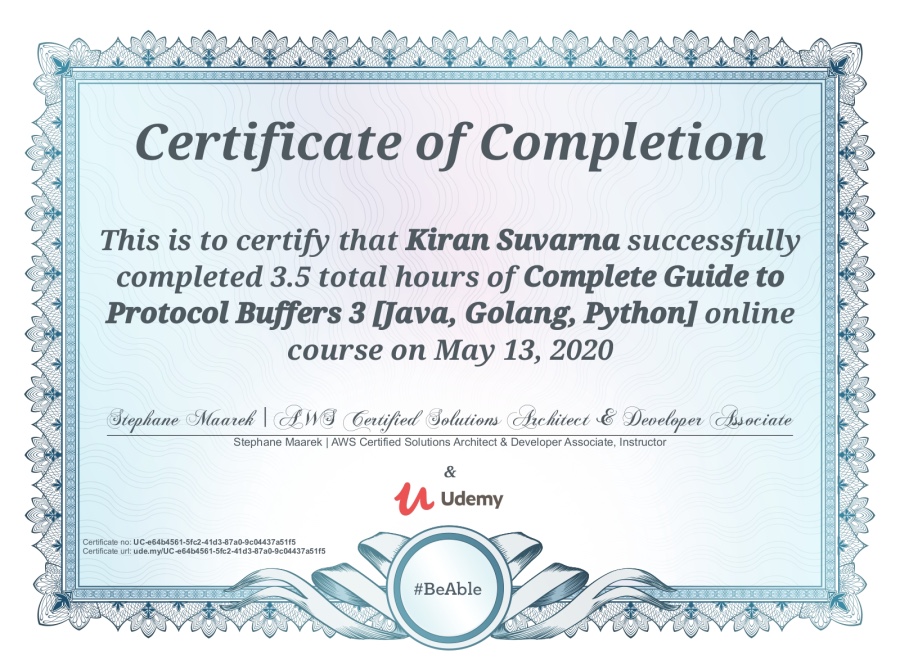 Certificate of Completion
This is to certify that Kiran Suvarna successfully
completed 3.5 total hours of Complete Guide to
Protocol Buffers 3 [Java, Golang, Python] online
course on May 13, 2020
Stephane Maarek | AWS Certified Solutions Architect & Developer Associate
Stephane Maarek | AWS Certified Solutions Architect & Developer Associate, Instructor
&
Udemy
Certificate no: UC-e64b4561-5fc2-41d3-87a0-9c04437a51f5
Certificate url: ude.my/UC-e64b4561-5fc2-41d3-87a0-9c04437a51f5
#BeAble